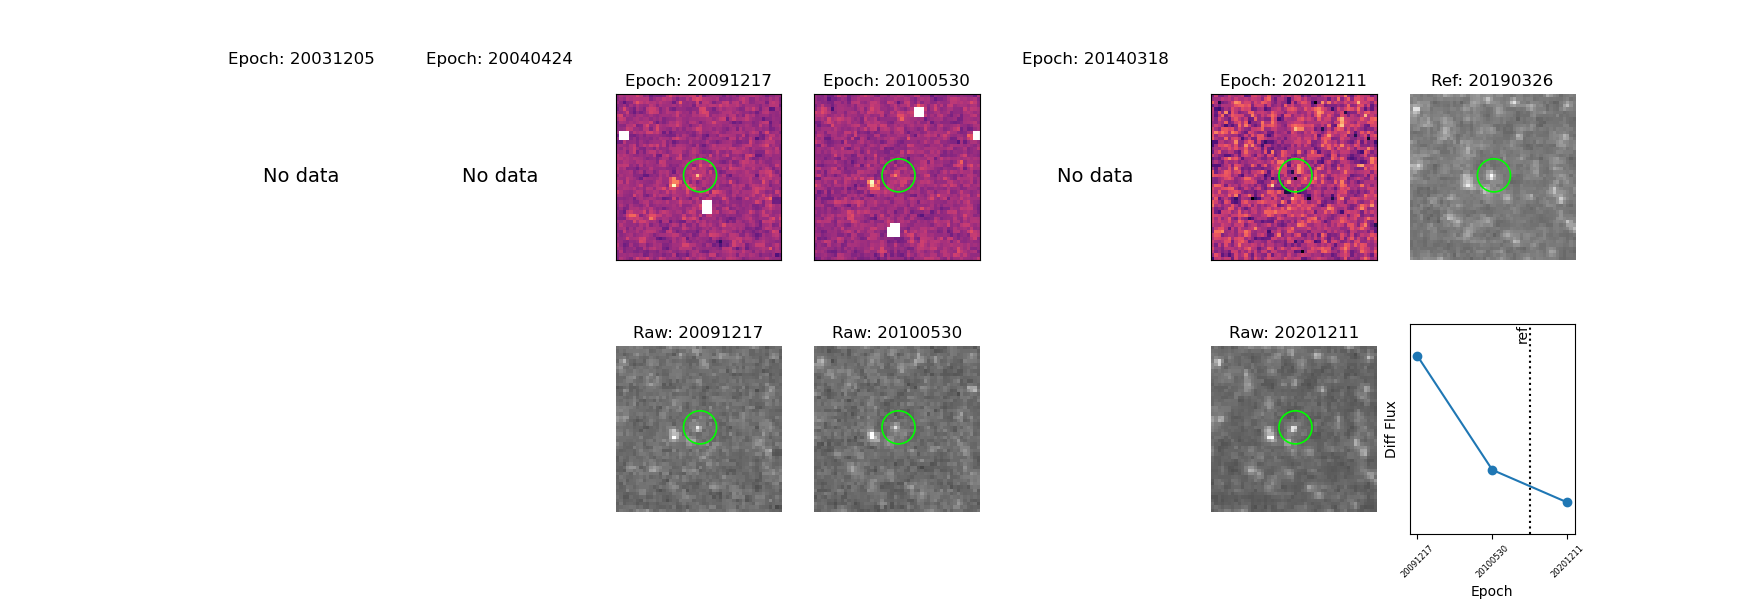 Epoch: 20031205
Epoch: 20040424
Epoch: 20140318
Epoch: 20091217
Epoch: 20100530
Epoch: 20201211
Ref: 20190326
No data
No data
No data
Raw: 20091217
Raw: 20100530
Raw: 20201211
ref
Diff Flux
20091217
20100530
20201211
Epoch